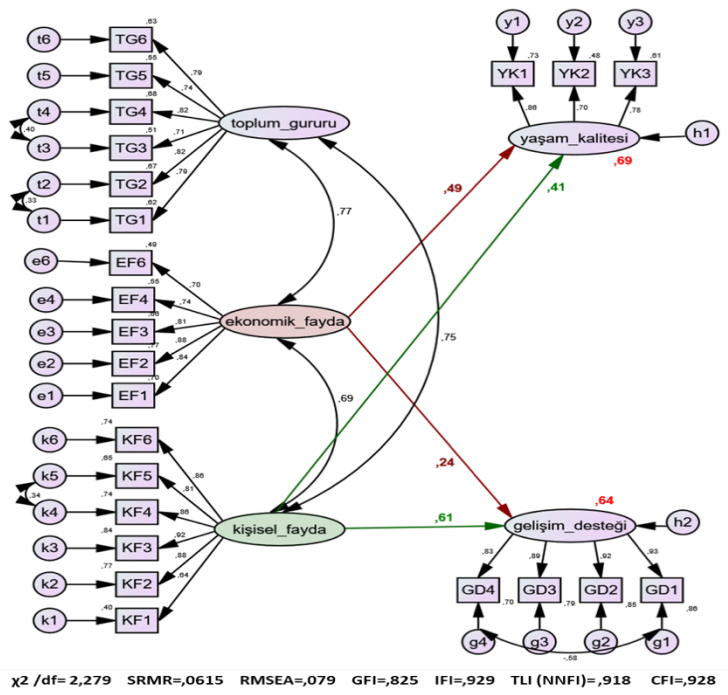 t6 TG6 ,63
t5 TG5 ,55
t4 TG4 ,68
t3 TG3 ,51
t2 TG2 ,67
t1 TG1 ,62
,40
,33
,79
,74
,82
,71
,82
,79
toplum_gururu
y1 y2 y3
,73 ,48 ,61
YK1 YK2 YK3
,86 ,70 ,78
yaşam_kalitesi
h1
,69
,49
,41
,77
e6 EF6 ,49
e4 EF4 ,55
e3 EF3
e2 EF2 ,77
e1 EF1 ,70
,70
,74
,81
,88
,84
ekonomik_fayda
,75
,69
,24
k6 KF6 ,74
k5 KF5 ,65
k4 KF4 ,74
k3 KF3 ,84
k2 KF2 ,77
k1 KF1 ,40
,34
,86
,81
,86
,92
,88
,64
kişisel_fayda
,61
,64
gelişim_desteği
h2
,83 ,89 ,92 ,93
GD4 GD3 GD2 GD1
,70 ,79 ,85 ,86
g4 g3 g2 g1
-,58
χ2 /df= 2,279 SRMR=,0615 RMSEA=,079 GFI=,825 IFI=,929 TLI (NNFI)= ,918 CFI=,928